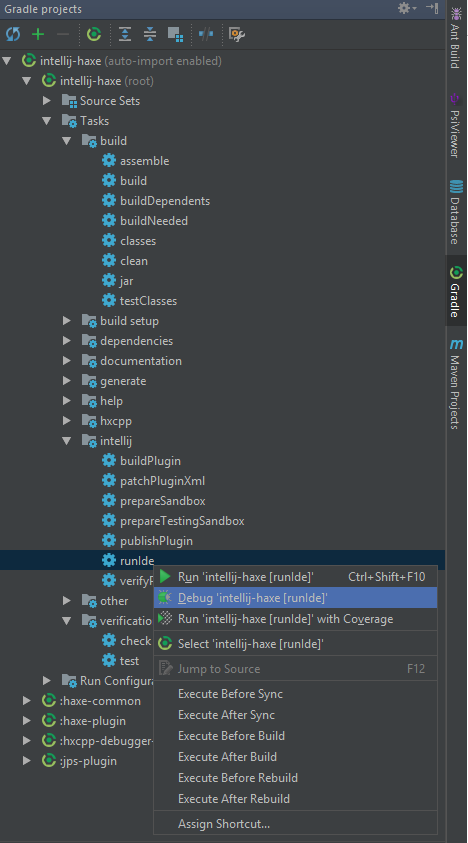 Gradle projects
intellij-haxe (auto-import enabled)
intellij-haxe (root)
Source Sets
Tasks
build
assemble
build
buildDependents
buildNeeded
classes
clean
jar
testClasses
build setup
dependencies
documentation
generate
help
hxcpp
intellij
buildPlugin
patchPluginXml
prepareSandbox
prepareTestingSandbox
publishPlugin
runIde
verifyP
other
verification
check
test
Run Configura
:haxe-common
:haxe-plugin
:hxcpp-debugger-
:jps-plugin
Run 'intellij-haxe [runIde]' Ctrl+Shift+F10
Debug 'intellij-haxe [runIde]'
Run 'intellij-haxe [runIde]' with Coverage
Select 'intellij-haxe [runIde]'
Jump to Source F12
Execute Before Sync
Execute After Sync
Execute Before Build
Execute After Build
Execute Before Rebuild
Execute After Rebuild
Assign Shortcut...
Ant Build
PsiViewer
Database
Gradle
m Maven Projects